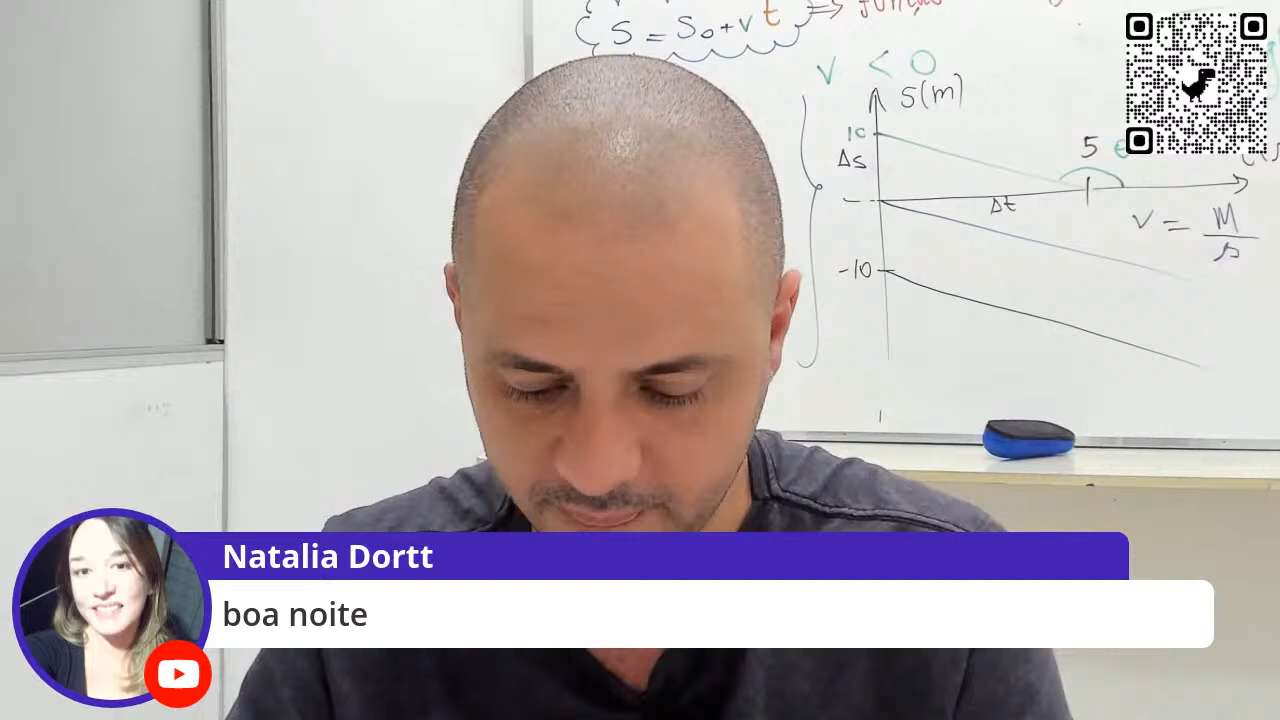 S = S₀ + v t ⇒
v < 0
S(m)
10
Δs
5
Δt
v = M/s
-10
Natalia Dortt
boa noite